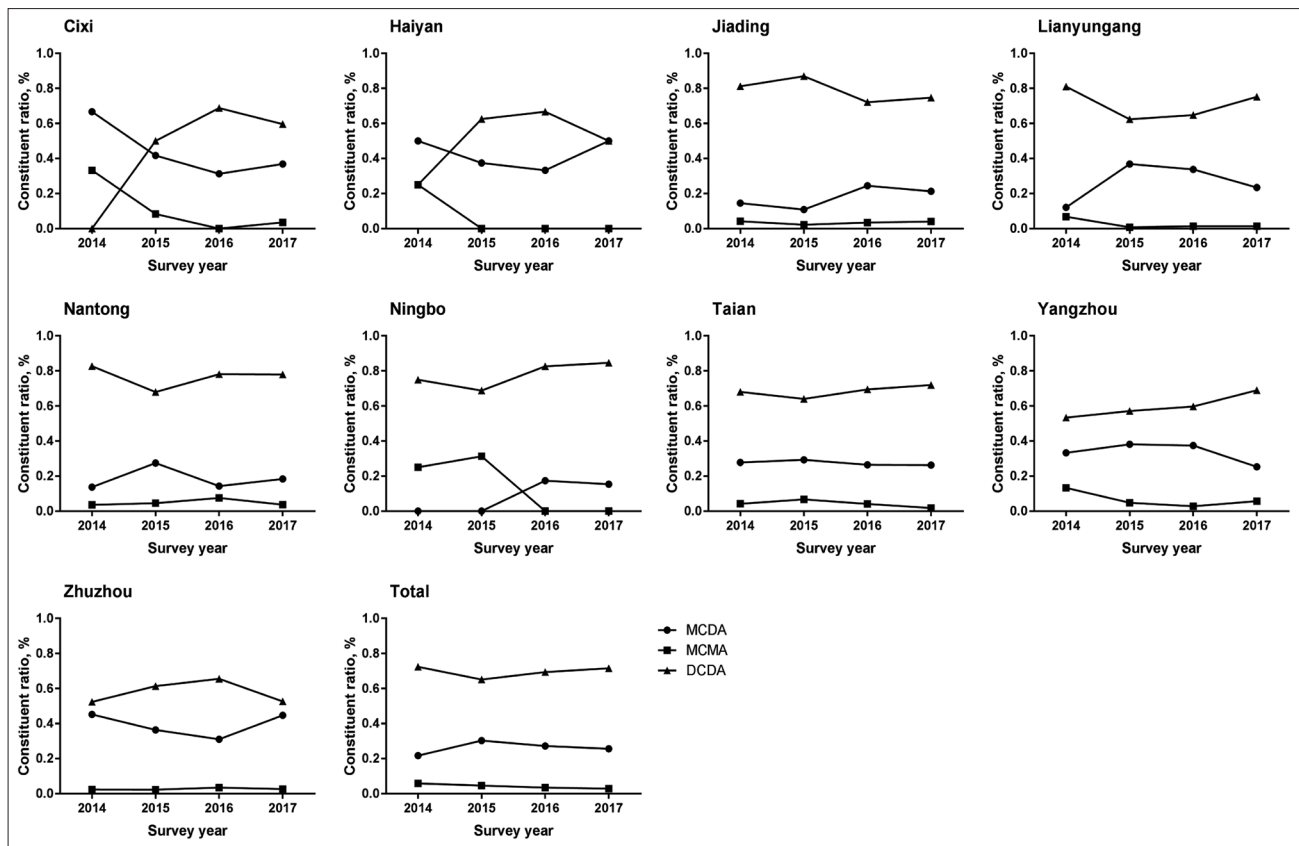 Cixi
Constituent ratio, %
1.0
0.8
0.6
0.4
0.2
0.0
2014 2015 2016 2017
Survey year
Haiyan
Constituent ratio, %
1.0
0.8
0.6
0.4
0.2
0.0
2014 2015 2016 2017
Survey year
Jiading
Constituent ratio, %
1.0
0.8
0.6
0.4
0.2
0.0
2014 2015 2016 2017
Survey year
Lianyungang
Constituent ratio, %
1.0
0.8
0.6
0.4
0.2
0.0
2014 2015 2016 2017
Survey year
Nantong
Constituent ratio, %
1.0
0.8
0.6
0.4
0.2
0.0
2014 2015 2016 2017
Survey year
Ningbo
Constituent ratio, %
1.0
0.8
0.6
0.4
0.2
0.0
2014 2015 2016 2017
Survey year
Taian
Constituent ratio, %
1.0
0.8
0.6
0.4
0.2
0.0
2014 2015 2016 2017
Survey year
Yangzhou
Constituent ratio, %
1.0
0.8
0.6
0.4
0.2
0.0
2014 2015 2016 2017
Survey year
Zhuzhou
Constituent ratio, %
1.0
0.8
0.6
0.4
0.2
0.0
2014 2015 2016 2017
Survey year
Total
Constituent ratio, %
1.0
0.8
0.6
0.4
0.2
0.0
2014 2015 2016 2017
Survey year
MCDA
MCMA
DCDA